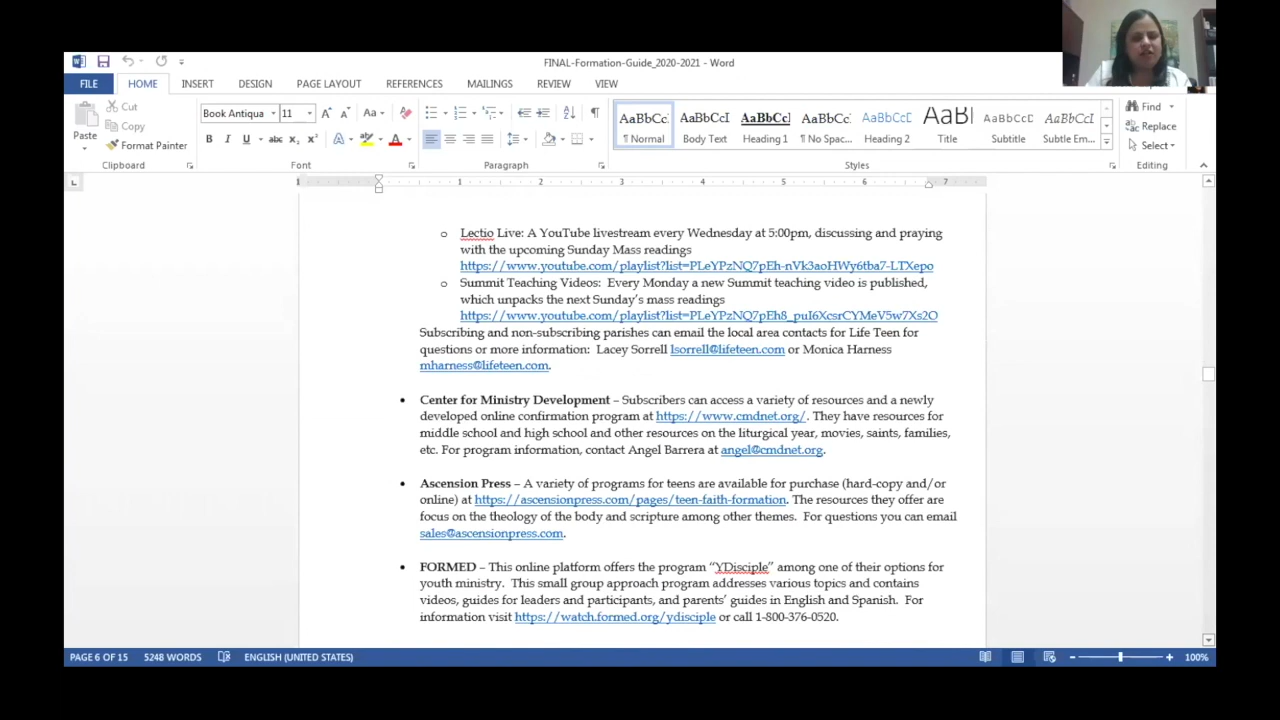 FINAL-Formation-Guide_2020-2021 - Word
FILE HOME INSERT DESIGN PAGE LAYOUT REFERENCES MAILINGS REVIEW VIEW
Paste
Cut
Copy
Format Painter
Clipboard
Book Antiqua 11
Font
Paragraph
AaBbCc AaBbCcI AaBbCc AaBbCc AaBbCcI AaBI AaBbCcD AaBbCcI
¶ Normal Body Text Heading 1 ¶ No Spac... Heading 2 Title Subtitle Subtle Em...
Styles
Find
Replace
Select
Editing
1 1 2 3 4 5 6 7
o Lectio Live: A YouTube livestream every Wednesday at 5:00pm, discussing and praying
with the upcoming Sunday Mass readings
https://www.youtube.com/playlist?list=PLeYPzNQ7pEh-nVk3aoHWy6tba7-LTXepo
o Summit Teaching Videos: Every Monday a new Summit teaching video is published,
which unpacks the next Sunday's mass readings
https://www.youtube.com/playlist?list=PLeYPzNQ7pEh8_puI6XcsrCYMeV5w7Xs2O
Subscribing and non-subscribing parishes can email the local area contacts for Life Teen for
questions or more information: Lacey Sorrell lsorrell@lifeteen.com or Monica Harness
mharness@lifeteen.com.
• Center for Ministry Development – Subscribers can access a variety of resources and a newly
developed online confirmation program at https://www.cmdnet.org/. They have resources for
middle school and high school and other resources on the liturgical year, movies, saints, families,
etc. For program information, contact Angel Barrera at angel@cmdnet.org.
• Ascension Press – A variety of programs for teens are available for purchase (hard-copy and/or
online) at https://ascensionpress.com/pages/teen-faith-formation. The resources they offer are
focus on the theology of the body and scripture among other themes. For questions you can email
sales@ascensionpress.com.
• FORMED – This online platform offers the program “YDisciple” among one of their options for
youth ministry. This small group approach program addresses various topics and contains
videos, guides for leaders and participants, and parents’ guides in English and Spanish. For
information visit https://watch.formed.org/ydisciple or call 1-800-376-0520.
PAGE 6 OF 15 5248 WORDS ENGLISH (UNITED STATES) 100%